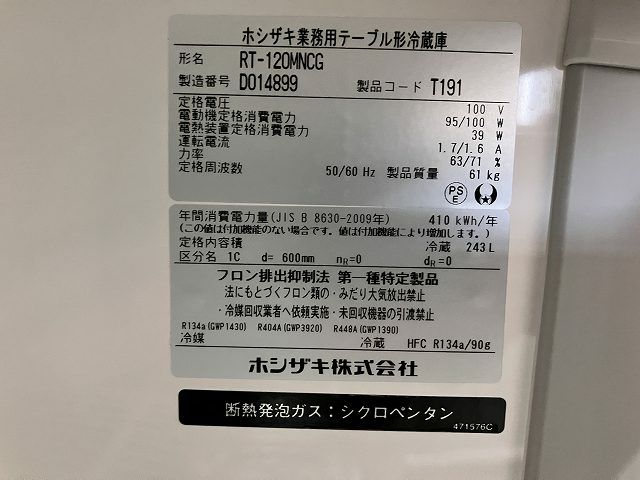 ホシザキ業務用テーブル形冷蔵庫
形名 RT-120MNCG
製造番号 D014899 製品コード T191
定格電圧 100 V
電動機定格消費電力 95/100 W
電熱装置定格消費電力 39 W
運転電流 1.7/1.6 A
力率 63/71 %
定格周波数 50/60 Hz 製品質量 61 kg
PS
E
年間消費電力量(JIS B 8630-2009年) 410 kWh/年
(この値は付加機能のない場合です。値は付加機能により増加します。)
定格内容積 冷蔵 243 L
区分名 1C d= 600mm nR=0 dR=0
フロン排出抑制法 第一種特定製品
・法にもとづくフロン類の・みだり大気放出禁止
・冷媒回収業者へ依頼実施・未回収機器の引渡禁止
R134a(GWP1430) R404A(GWP3920) R448A(GWP1390)
冷媒 冷蔵 HFC R134a/90g
ホシザキ株式会社
断熱発泡ガス：シクロペンタン
471576C